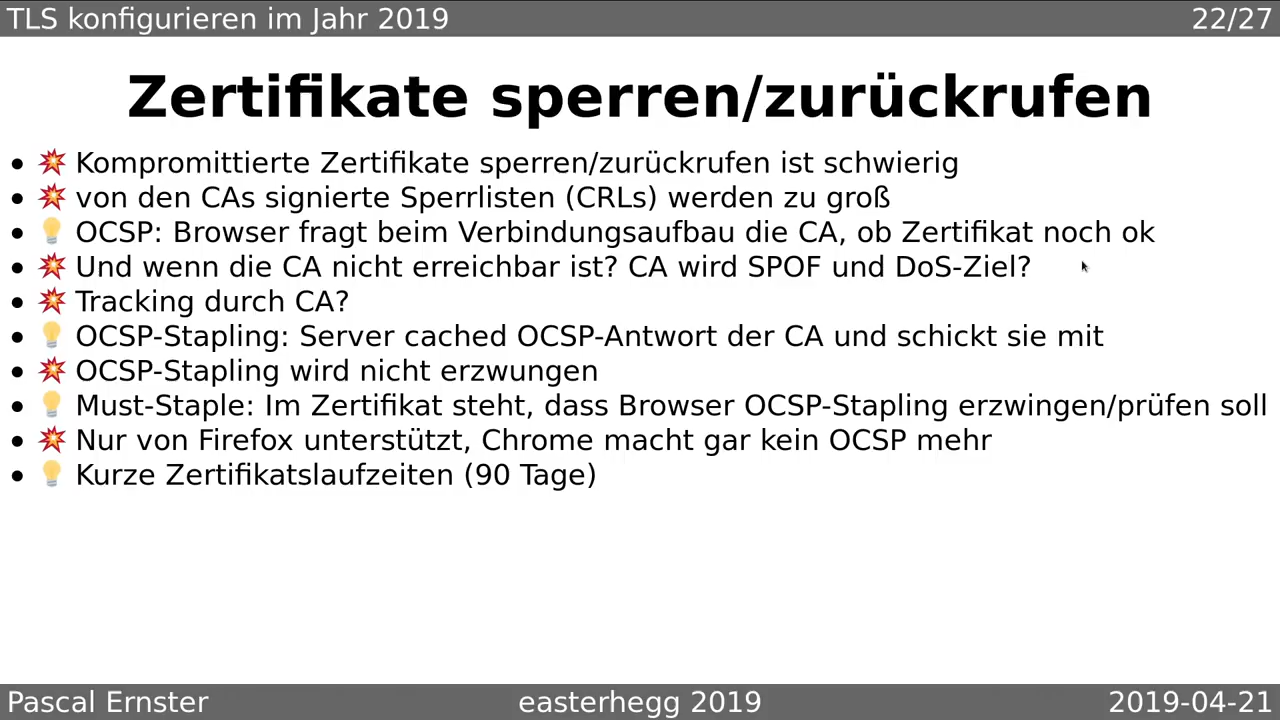 TLS konfigurieren im Jahr 2019 22/27
Zertifikate sperren/zurückrufen
• 💥 Kompromittierte Zertifikate sperren/zurückrufen ist schwierig
• 💥 von den CAs signierte Sperrlisten (CRLs) werden zu groß
• 💡 OCSP: Browser fragt beim Verbindungsaufbau die CA, ob Zertifikat noch ok
• 💥 Und wenn die CA nicht erreichbar ist? CA wird SPOF und DoS-Ziel?
• 💥 Tracking durch CA?
• 💡 OCSP-Stapling: Server cached OCSP-Antwort der CA und schickt sie mit
• 💥 OCSP-Stapling wird nicht erzwungen
• 💡 Must-Staple: Im Zertifikat steht, dass Browser OCSP-Stapling erzwingen/prüfen soll
• 💥 Nur von Firefox unterstützt, Chrome macht gar kein OCSP mehr
• 💡 Kurze Zertifikatslaufzeiten (90 Tage)
Pascal Ernster easterhegg 2019 2019-04-21